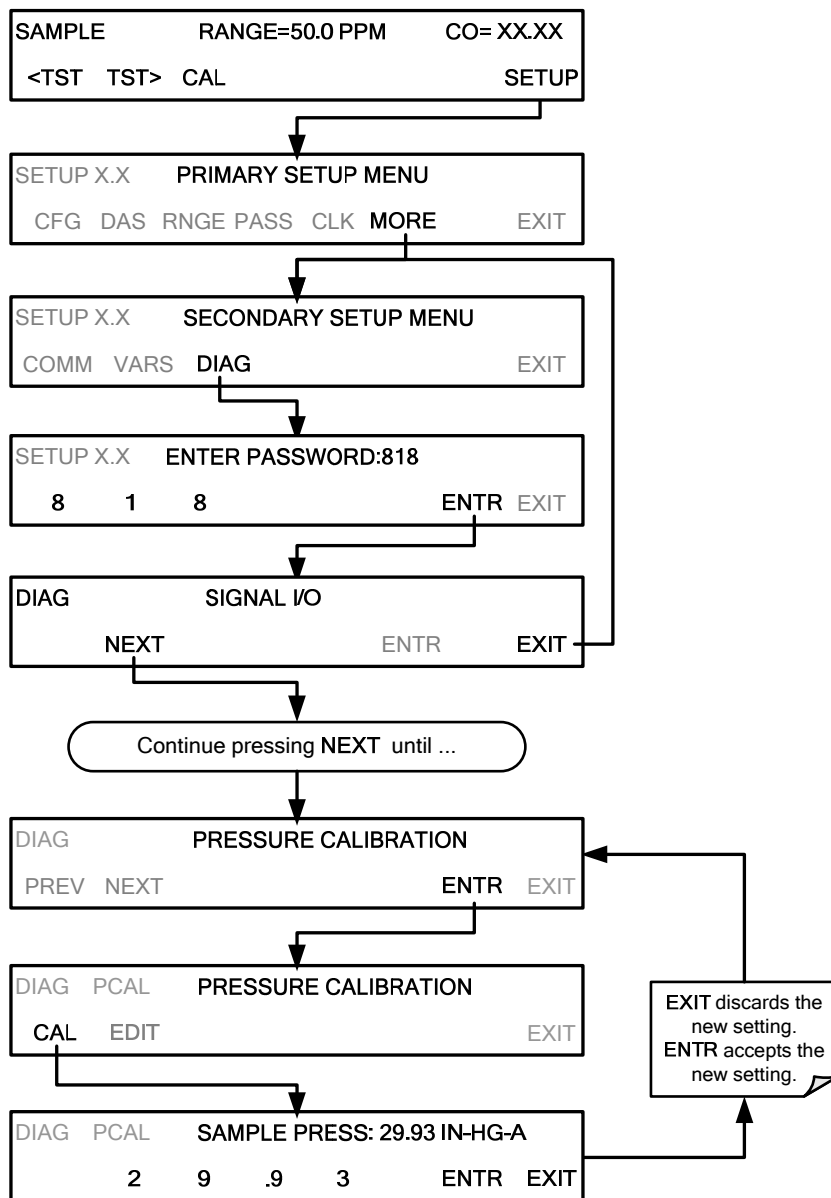 SAMPLE RANGE=50.0 PPM CO= XX.XX
<TST TST> CAL SETUP
SETUP X.X PRIMARY SETUP MENU
CFG DAS RNGE PASS CLK MORE EXIT
SETUP X.X SECONDARY SETUP MENU
COMM VARS DIAG EXIT
SETUP X.X ENTER PASSWORD:818
8 1 8 ENTR EXIT
DIAG SIGNAL I/O
NEXT ENTR EXIT
Continue pressing NEXT until ...
DIAG PRESSURE CALIBRATION
PREV NEXT ENTR EXIT
DIAG PCAL PRESSURE CALIBRATION
CAL EDIT EXIT
EXIT discards the
new setting.
ENTR accepts the
new setting.
DIAG PCAL SAMPLE PRESS: 29.93 IN-HG-A
2 9 .9 3 ENTR EXIT